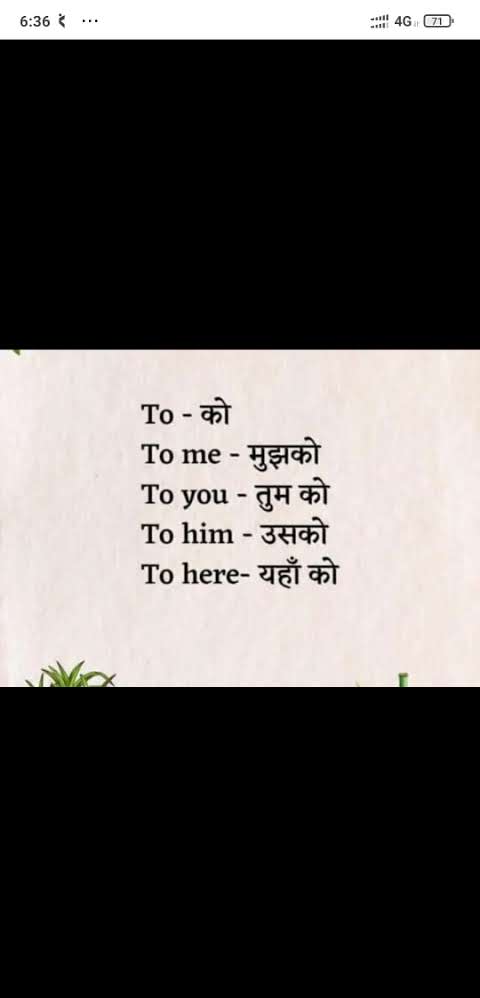 6:36 ...
4G 71
To - को
To me - मुझको
To you - तुम को
To him - उसको
To here- यहाँ को